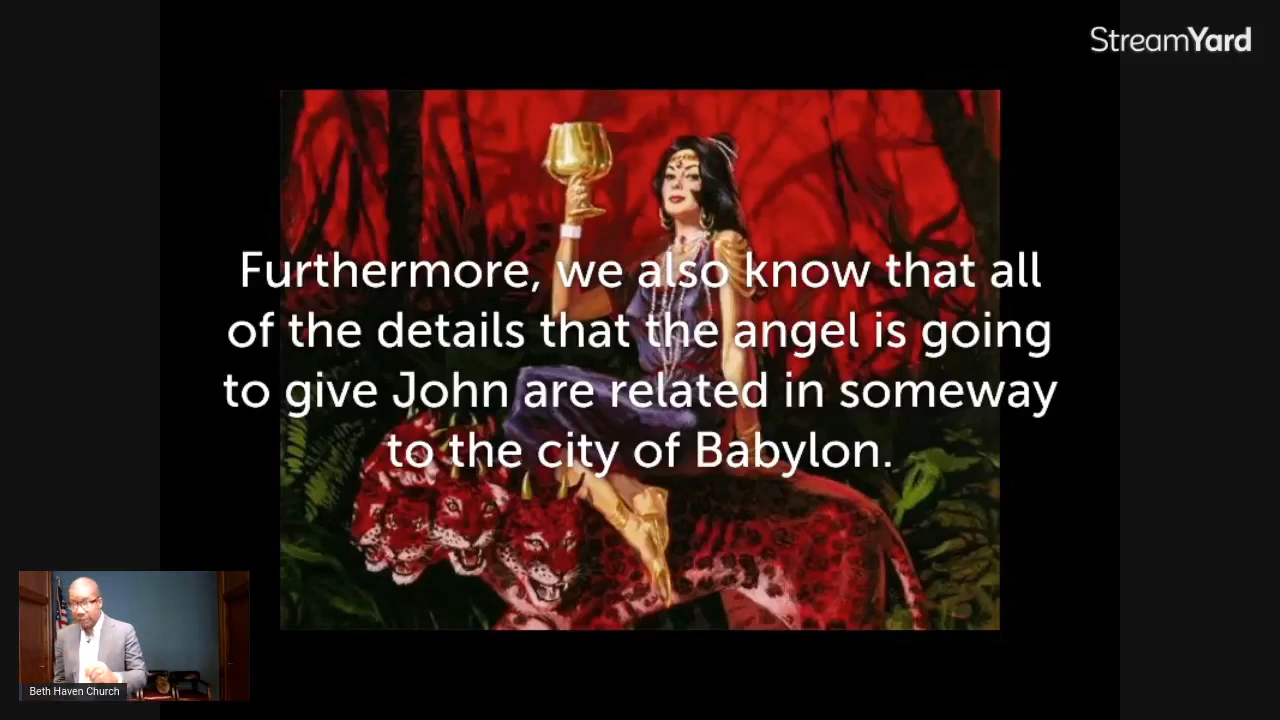 StreamYard
Furthermore, we also know that all
of the details that the angel is going
to give John are related in someway
to the city of Babylon.
Beth Haven Church